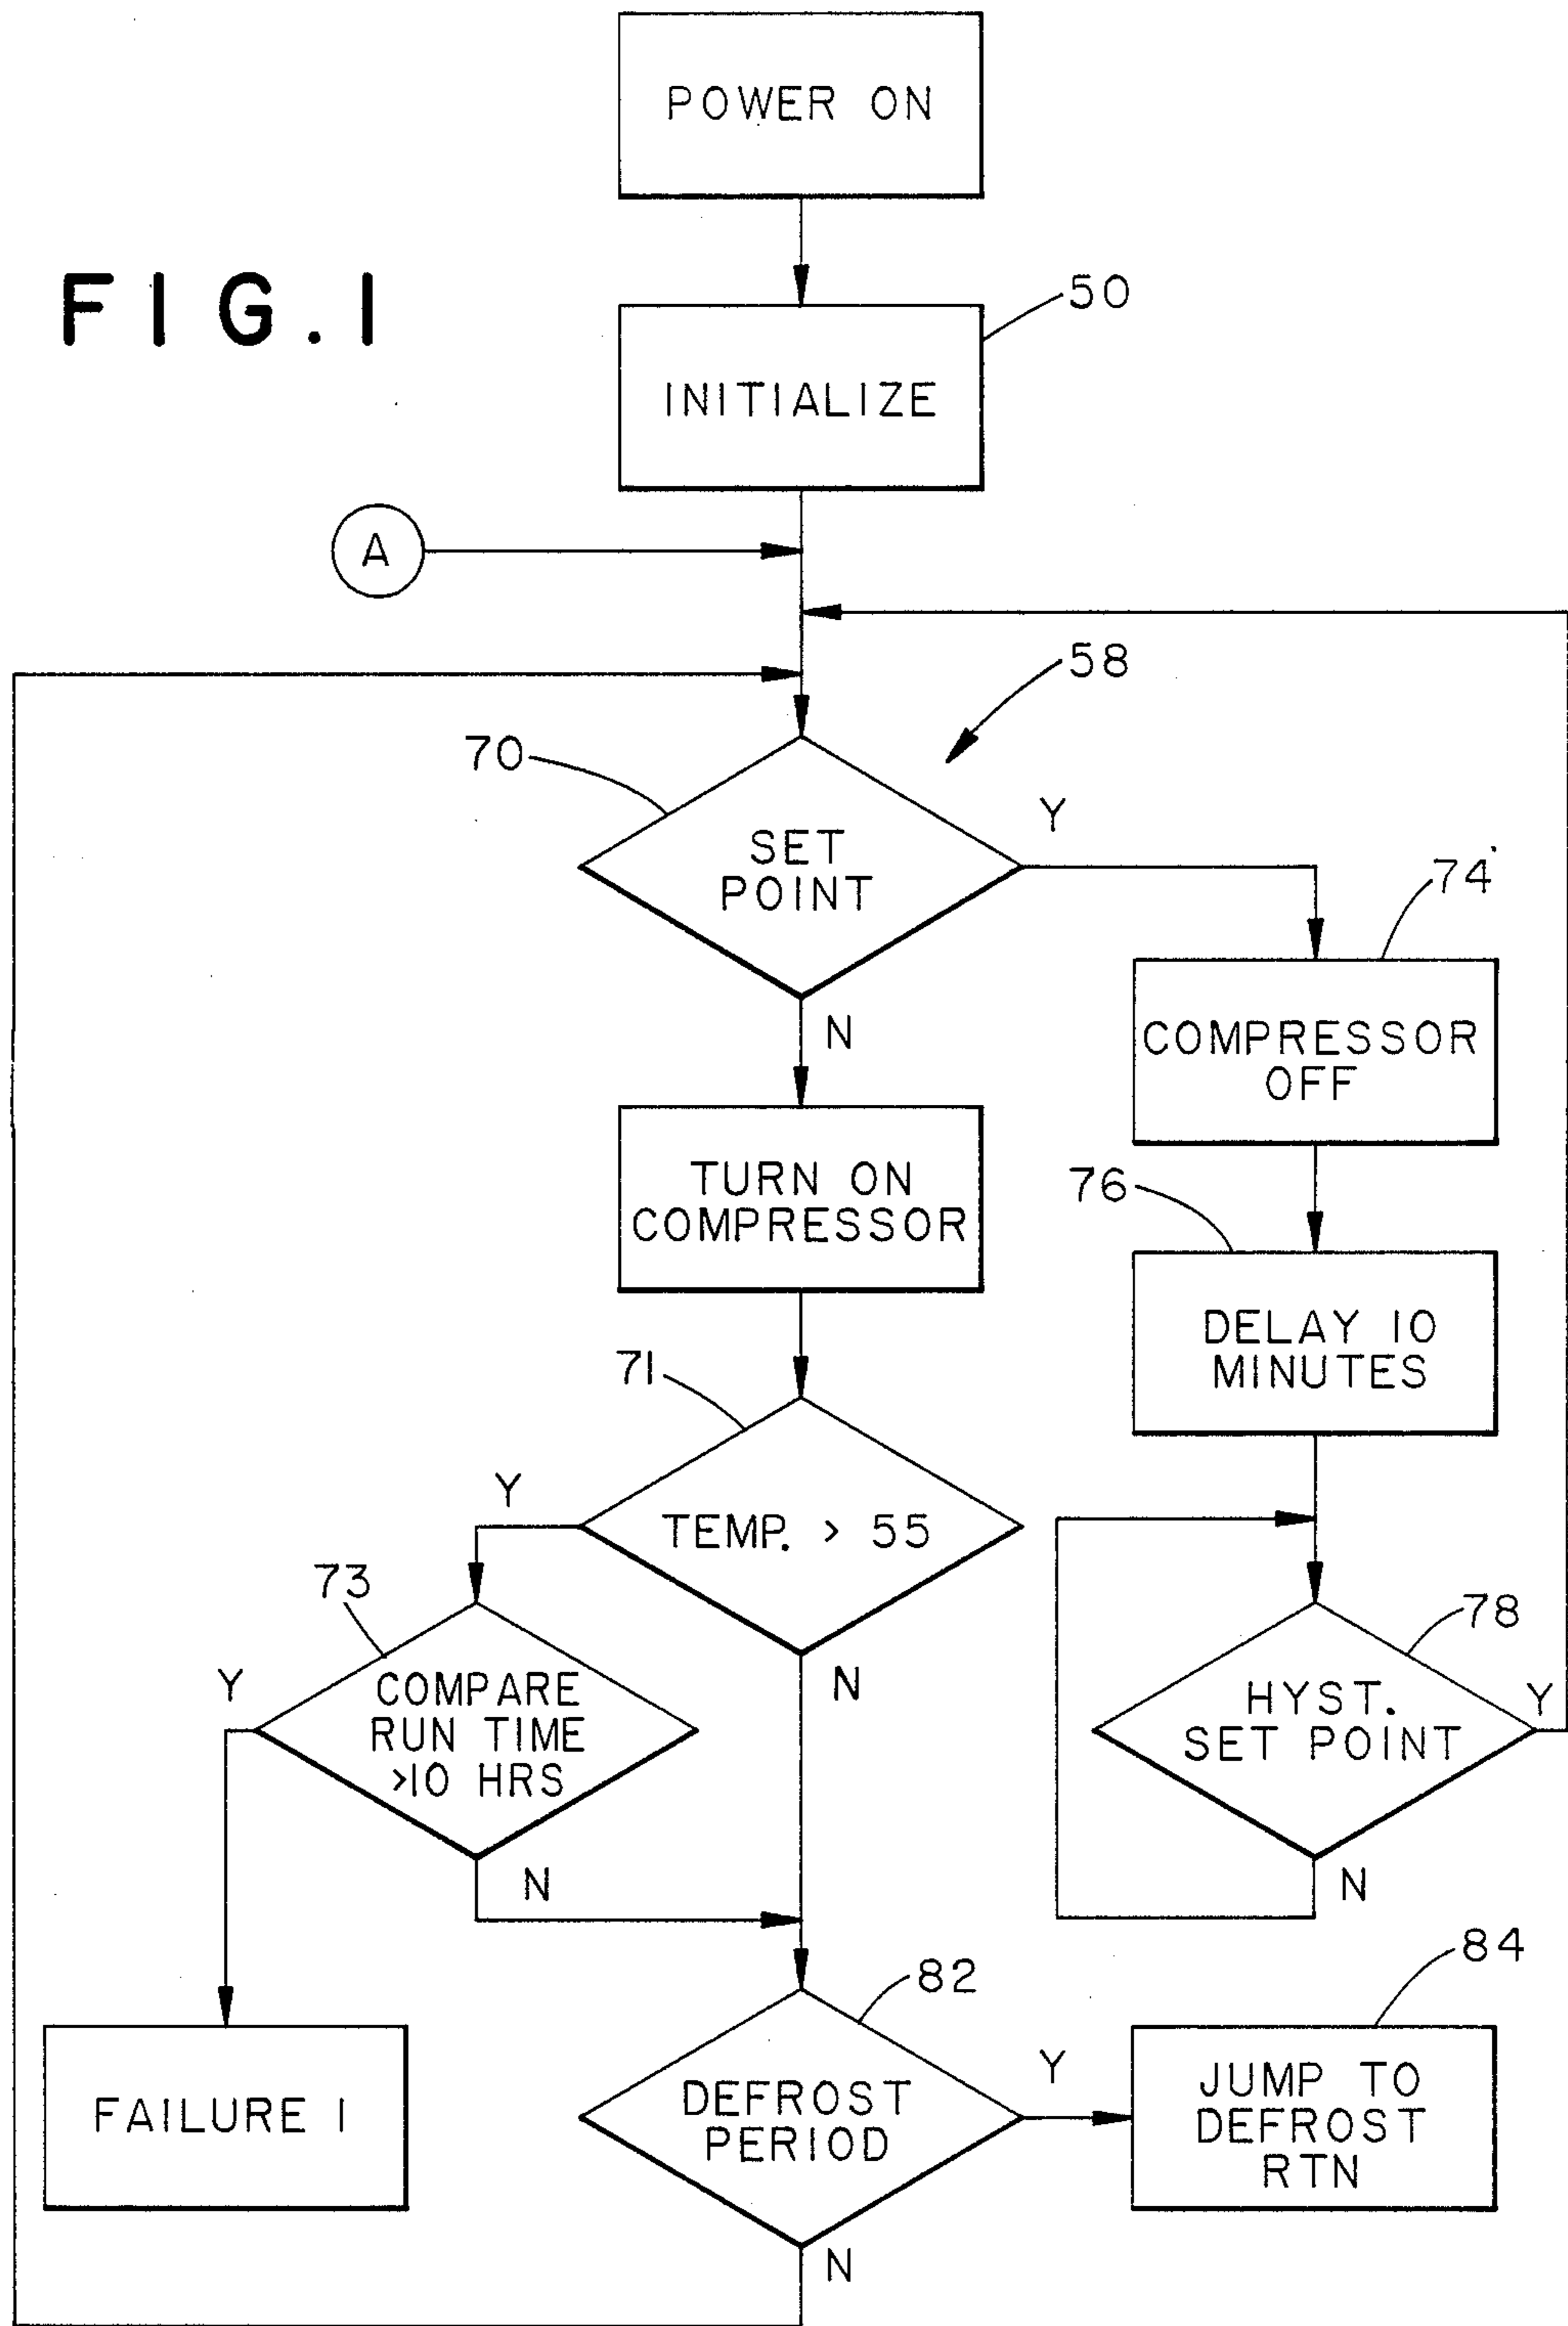 POWER ON
FIG. 1
50
INITIALIZE
A
58
70
SET
POINT
Y
N
74
COMPRESSOR
OFF
TURN ON
COMPRESSOR
76
DELAY 10
MINUTES
71
TEMP. > 55
Y
N
73
COMPARE
RUN TIME
>10 HRS
Y
N
78
HYST.
SET POINT
Y
N
82
84
FAILURE 1
DEFROST
PERIOD
Y
N
JUMP TO
DEFROST
RTN